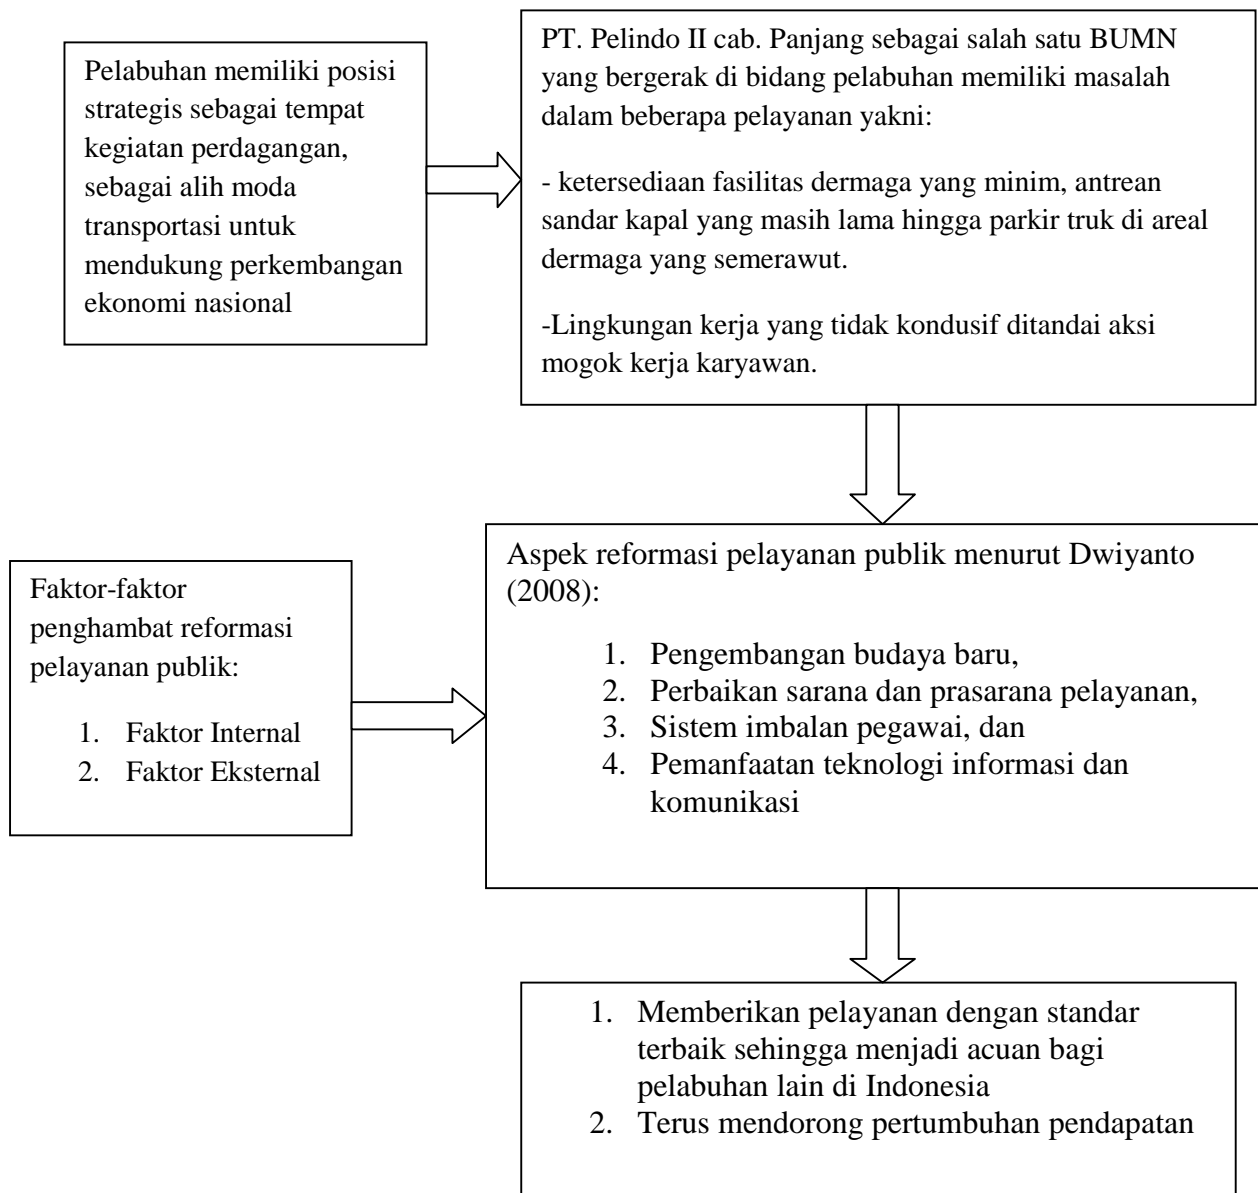 Pelabuhan memiliki posisi
strategis sebagai tempat
kegiatan perdagangan,
sebagai alih moda
transportasi untuk
mendukung perkembangan
ekonomi nasional
PT. Pelindo II cab. Panjang sebagai salah satu BUMN
yang bergerak di bidang pelabuhan memiliki masalah
dalam beberapa pelayanan yakni:
- ketersediaan fasilitas dermaga yang minim, antrean
sandar kapal yang masih lama hingga parkir truk di areal
dermaga yang semerawut.
-Lingkungan kerja yang tidak kondusif ditandai aksi
mogok kerja karyawan.
Faktor-faktor
penghambat reformasi
pelayanan publik:
1. Faktor Internal
2. Faktor Eksternal
Aspek reformasi pelayanan publik menurut Dwiyanto
(2008):
1. Pengembangan budaya baru,
2. Perbaikan sarana dan prasarana pelayanan,
3. Sistem imbalan pegawai, dan
4. Pemanfaatan teknologi informasi dan
komunikasi
1. Memberikan pelayanan dengan standar
terbaik sehingga menjadi acuan bagi
pelabuhan lain di Indonesia
2. Terus mendorong pertumbuhan pendapatan